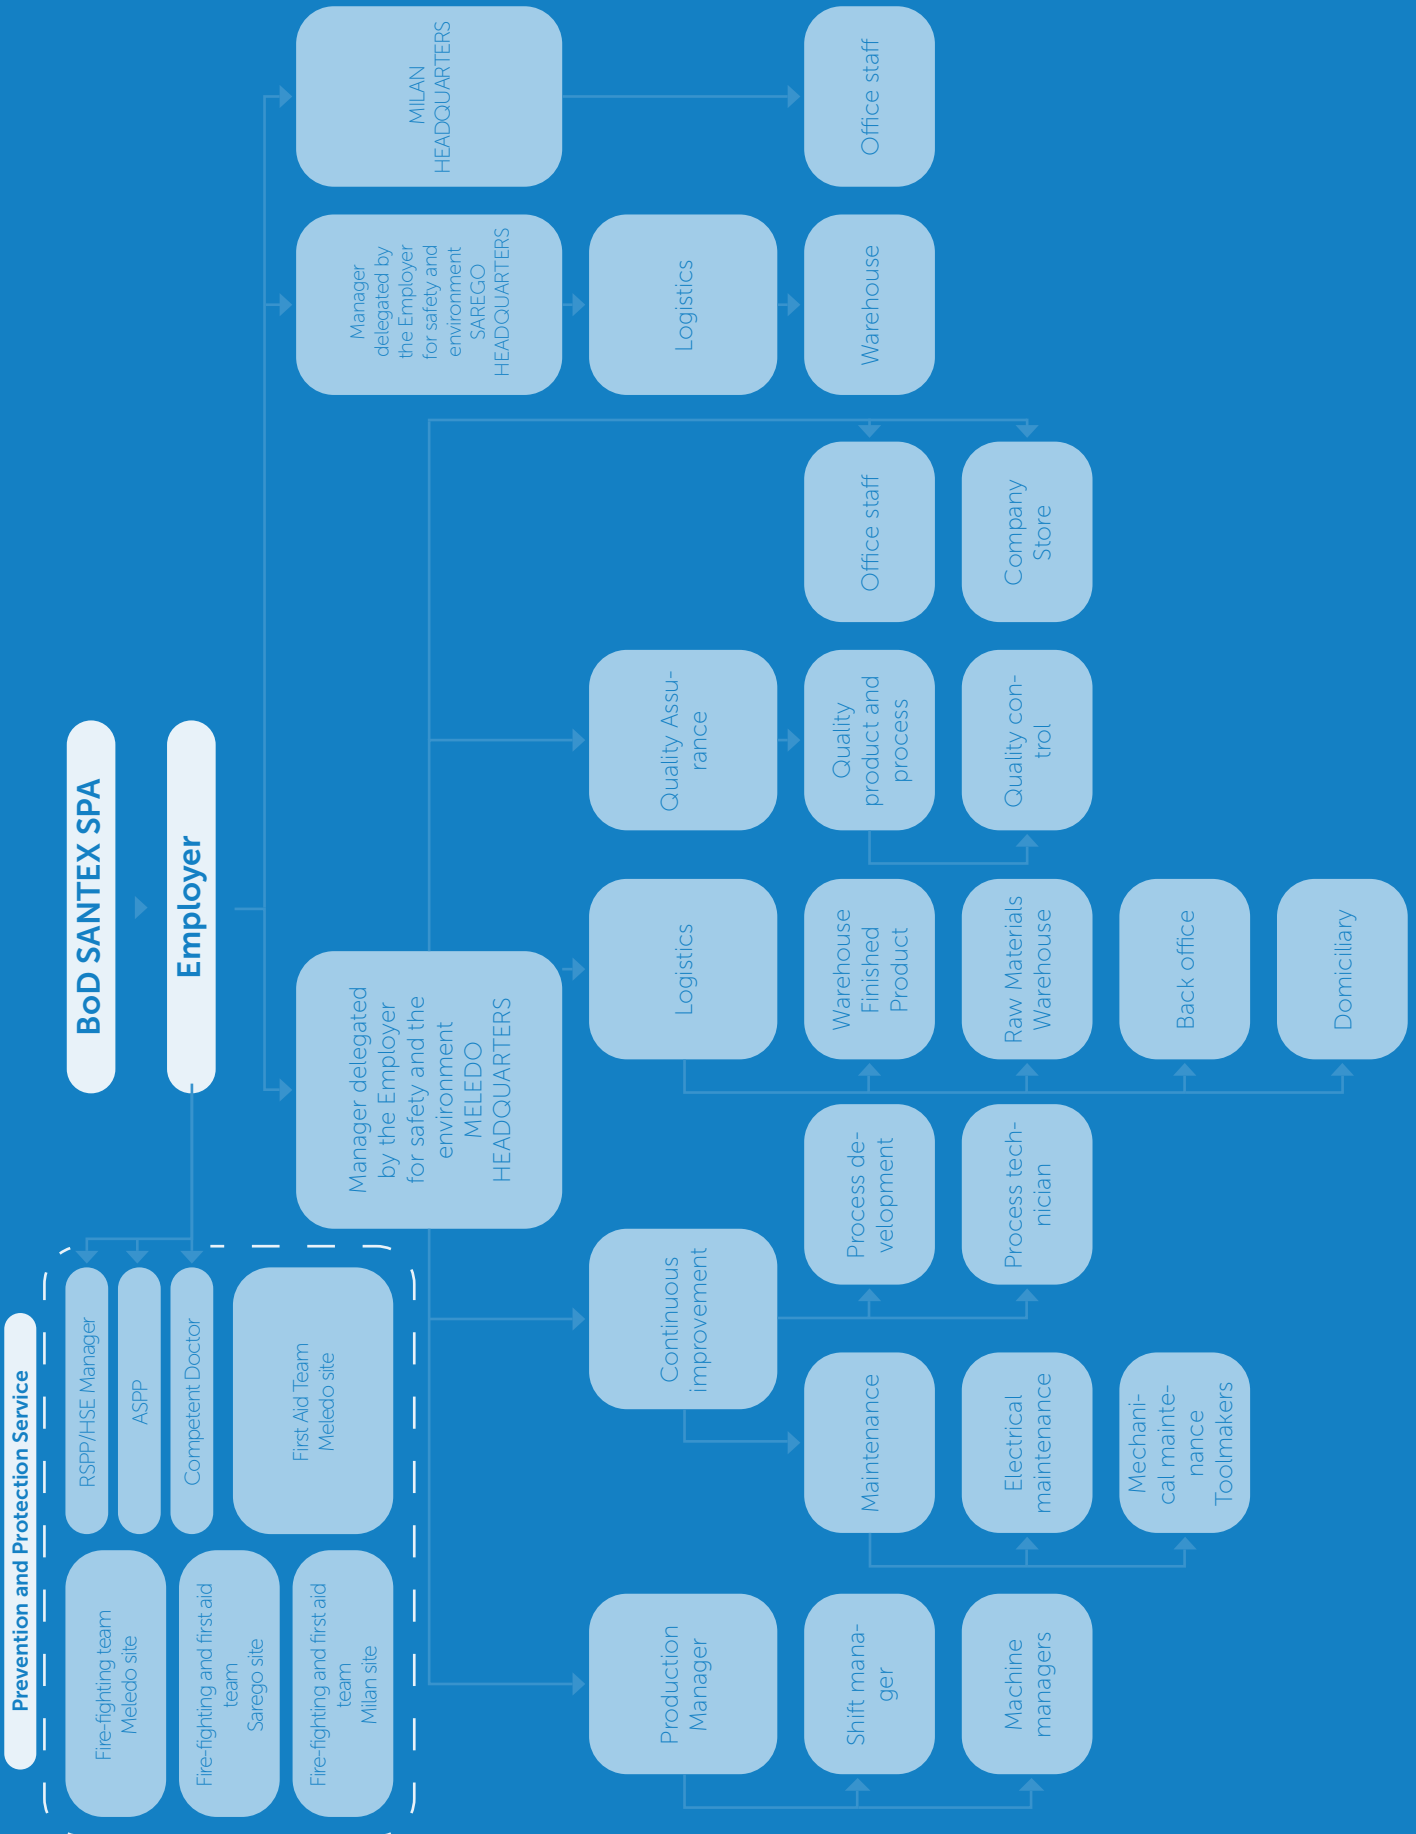 Prevention and Protection Service
RSPP/HSE Manager
ASPP
Competent Doctor
First Aid Team
Meledo site
Fire-fighting team
Meledo site
Fire-fighting and first aid
team
Sarego site
Fire-fighting and first aid
team
Milan site
BoD SANTEX SPA
Employer
Manager delegated
by the Employer
for safety and the
environment
MELEDO
HEADQUARTERS
Manager
delegated by
the Employer
for safety and
environment
SAREGO
HEADQUARTERS
MILAN
HEADQUARTERS
Production
Manager
Shift mana-
ger
Machine
managers
Continuous
improvement
Maintenance
Electrical
maintenance
Mechani-
cal mainte-
nance
Toolmakers
Process de-
velopment
Process tech-
nician
Logistics
Warehouse
Finished
Product
Raw Materials
Warehouse
Back office
Domiciliary
Quality Assu-
rance
Quality
product and
process
Quality con-
trol
Office staff
Company
Store
Logistics
Warehouse
Office staff